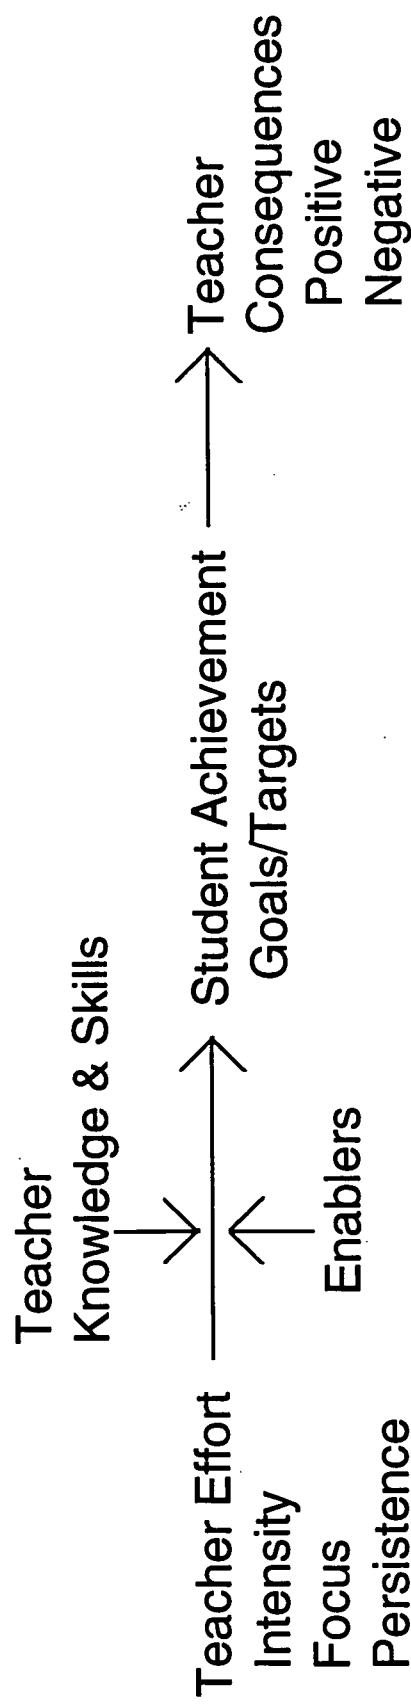 Teacher
Knowledge & Skills
Teacher Effort
Intensity
Focus
Persistence
Enablers
Student Achievement
Goals/Targets
Teacher
Consequences
Positive
Negative